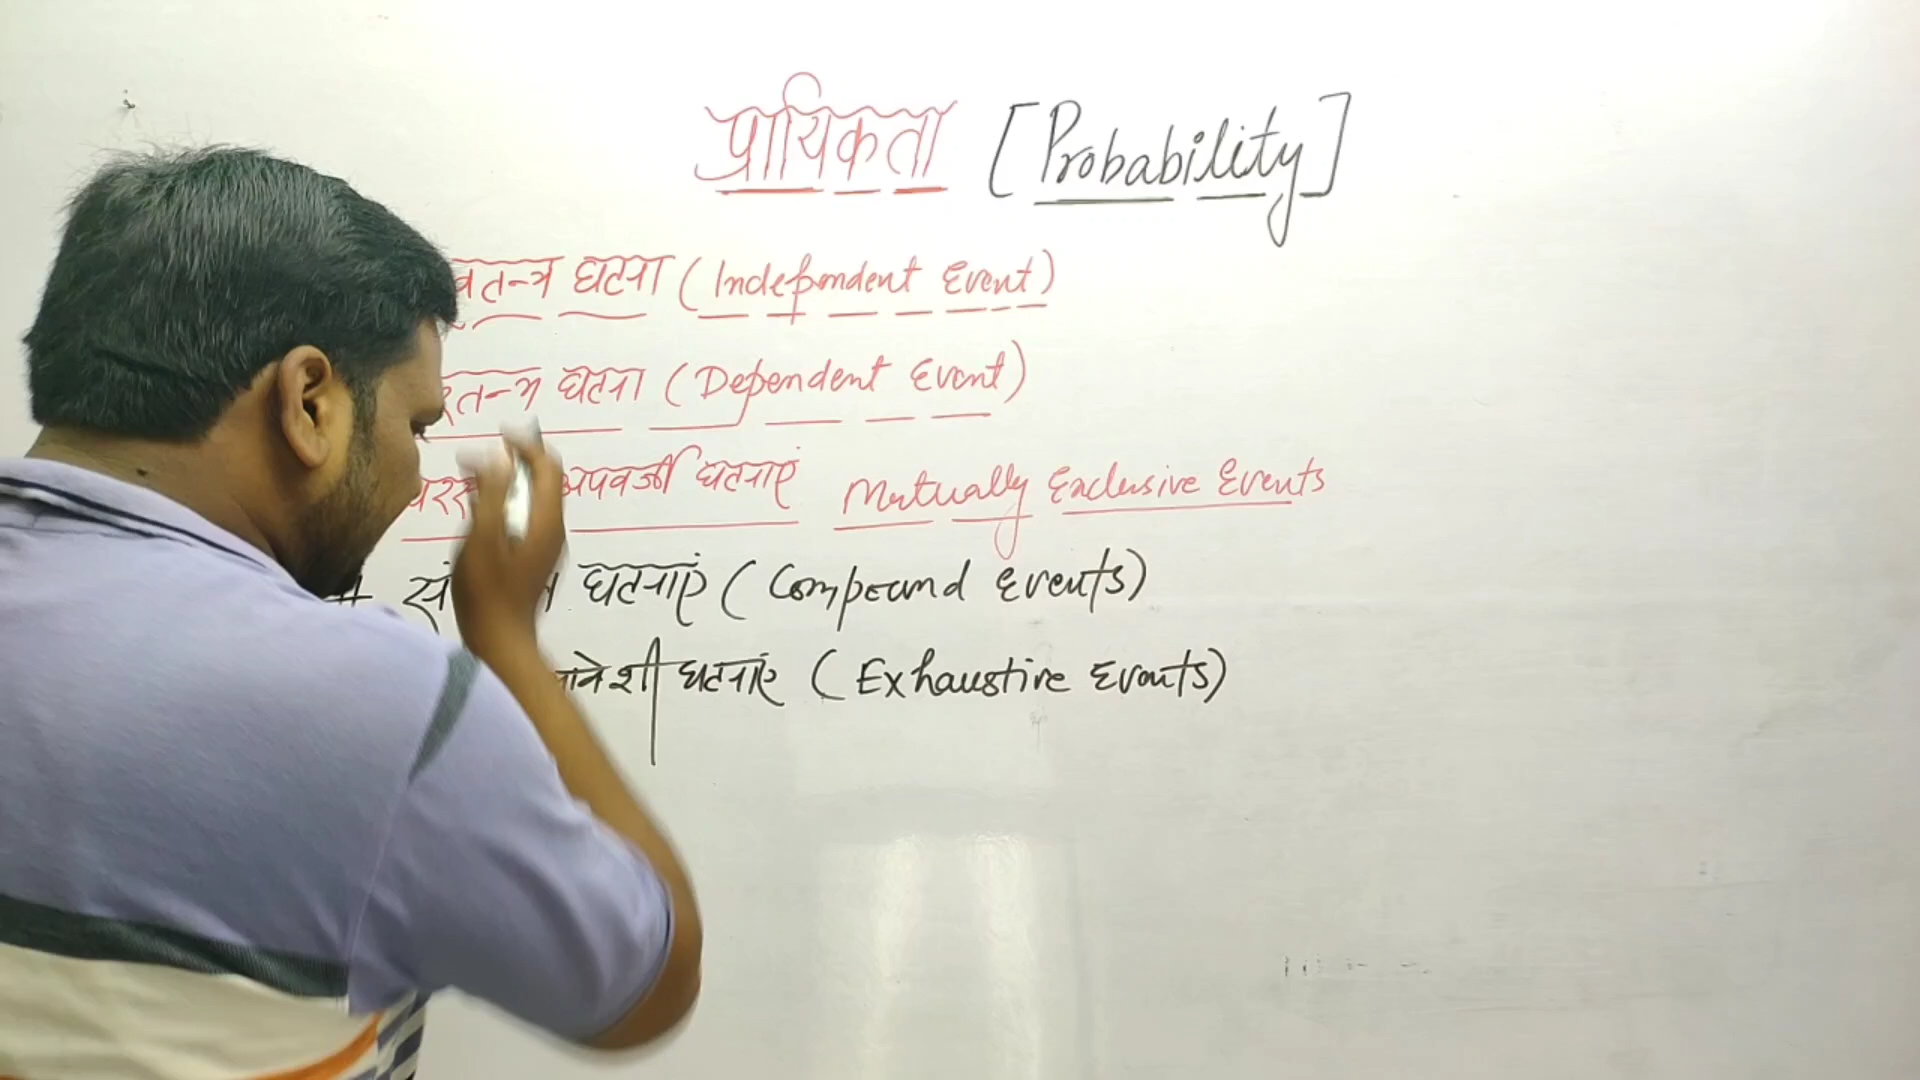 प्रायिकता [Probability]
घटना (Independent Event)
घटना (Dependent Event)
अपवर्जी घटनाएं Mutually Exclusive Events
घटनाएं (Compound Events)
घटनाएं (Exhaustive Events)